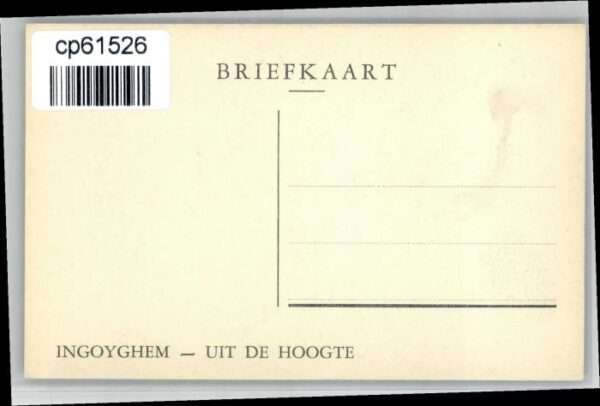 cp61526
BRIEFKAART
INGOYGHEM — UIT DE HOOGTE